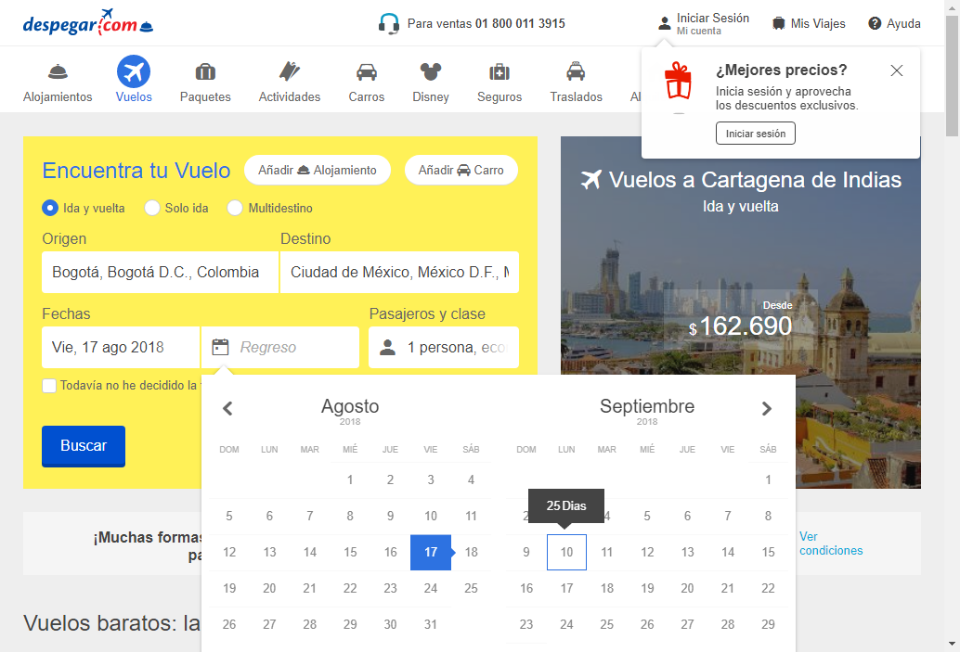 despegar.com
Para ventas 01 800 011 3915
Iniciar Sesión
Mi cuenta
Mis Viajes
Ayuda
Alojamientos
Vuelos
Paquetes
Actividades
Carros
Disney
Seguros
Traslados
¿Mejores precios?
Inicia sesión y aprovecha
los descuentos exclusivos.
Iniciar sesión
Encuentra tu Vuelo
Añadir Alojamiento
Añadir Carro
Ida y vuelta
Solo ida
Multidestino
Origen
Destino
Bogotá, Bogotá D.C., Colombia
Ciudad de México, México D.F.,
Fechas
Pasajeros y clase
Vie, 17 ago 2018
Regreso
1 persona,
Todavía no he decidido la
Buscar
Vuelos a Cartagena de Indias
Ida y vuelta
Desde
$ 162.690
Agosto
2018
DOM LUN MAR MIÉ JUE VIE SÁB
1 2 3 4
5 6 7 8 9 10 11
12 13 14 15 16 17 18
19 20 21 22 23 24 25
26 27 28 29 30 31
Septiembre
2018
DOM LUN MAR MIÉ JUE VIE SÁB
1
25 Dias
2 4 5 6 7 8
9 10 11 12 13 14 15
16 17 18 19 20 21 22
23 24 25 26 27 28 29
¡Muchas formas
Ver
condiciones
Vuelos baratos: